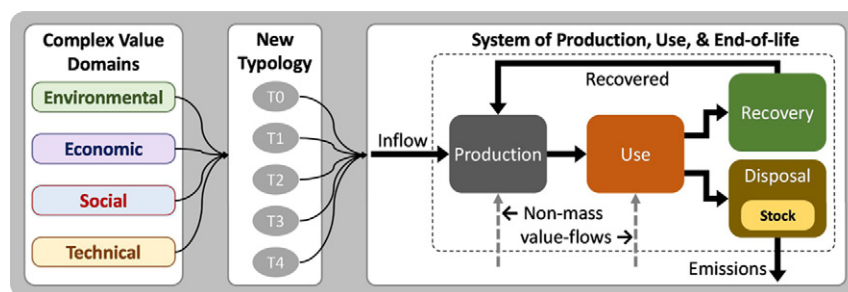 Complex Value
Domains
Environmental
Economic
Social
Technical
New
Typology
T0
T1
T2
T3
T4
System of Production, Use, & End-of-life
Recovered
Inflow
Production
Use
Recovery
Disposal
Stock
← Non-mass
value-flows →
Emissions